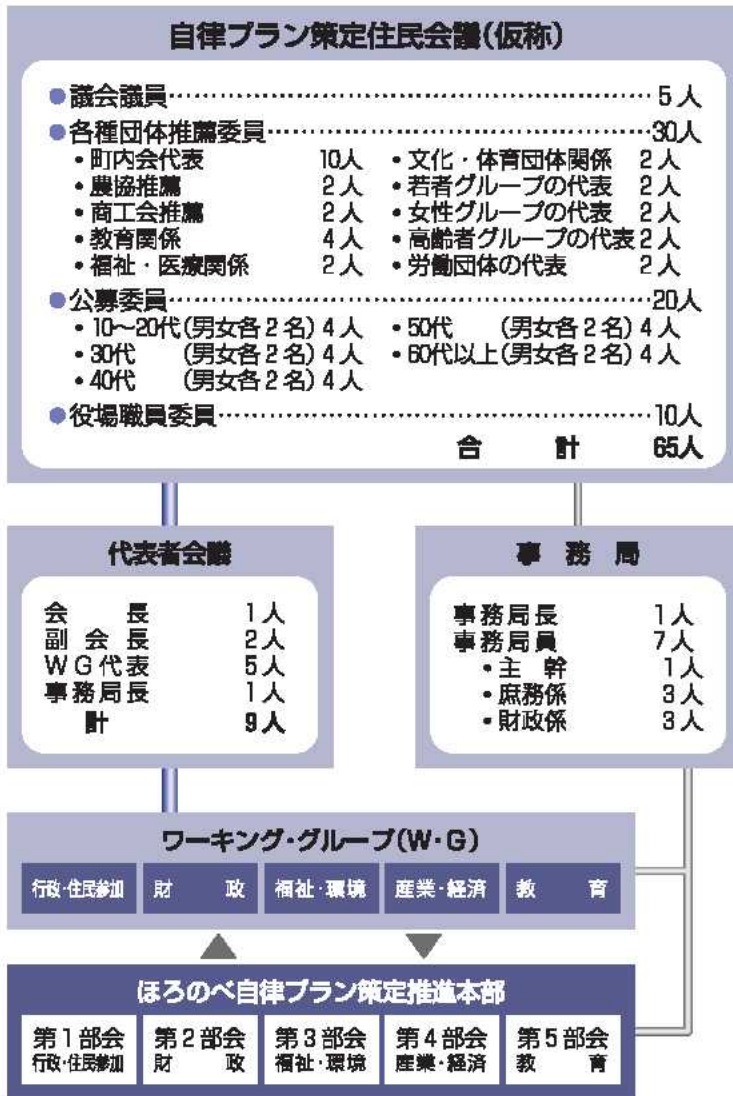 自律プラン策定住民会議(仮称)
●議会議員……………………………………………5人
●各種団体推薦委員…………………………………30人
・町内会代表 10人 ・文化・体育団体関係 2人
・農協推薦 2人 ・若者グループの代表 2人
・商工会推薦 2人 ・女性グループの代表 2人
・教育関係 4人 ・高齢者グループの代表 2人
・福祉・医療関係 2人 ・労働団体の代表 2人
●公募委員……………………………………………20人
・10〜20代(男女各2名)4人 ・50代 (男女各2名)4人
・30代 (男女各2名)4人 ・60代以上(男女各2名)4人
・40代 (男女各2名)4人
●役場職員委員………………………………………10人
合計 65人
代表者会議
会長 1人
副会長 2人
WG代表 5人
事務局長 1人
計 9人
事務局
事務局長 1人
事務局員 7人
・主幹 1人
・庶務係 3人
・財政係 3人
ワーキング・グループ(W・G)
行政・住民参加 財政 福祉・環境 産業・経済 教育
ほろのべ自律プラン策定推進本部
第1部会 第2部会 第3部会 第4部会 第5部会
行政・住民参加 財政 福祉・環境 産業・経済 教育